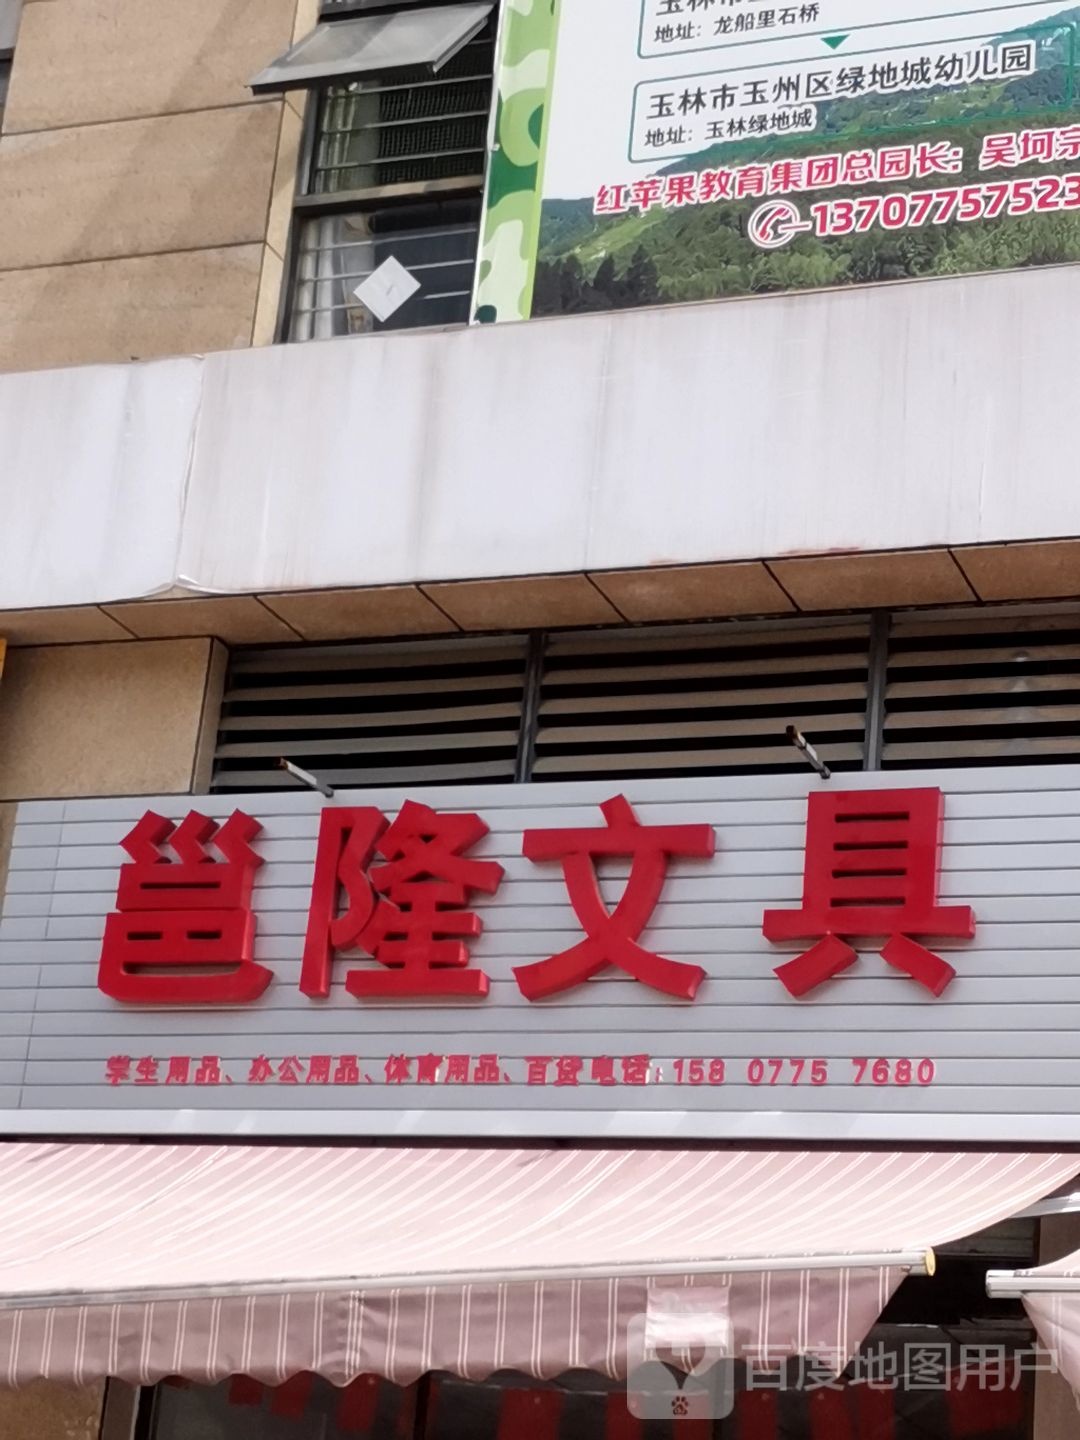 地址：龙船里石桥
玉林市玉州区绿地城幼儿园
地址：玉林绿地城
红苹果教育集团总园长：吴坷宗
13707757523
邕隆文具
学生用品、办公用品、体育用品、百货 电话：158 0775 7680
百度地图用户